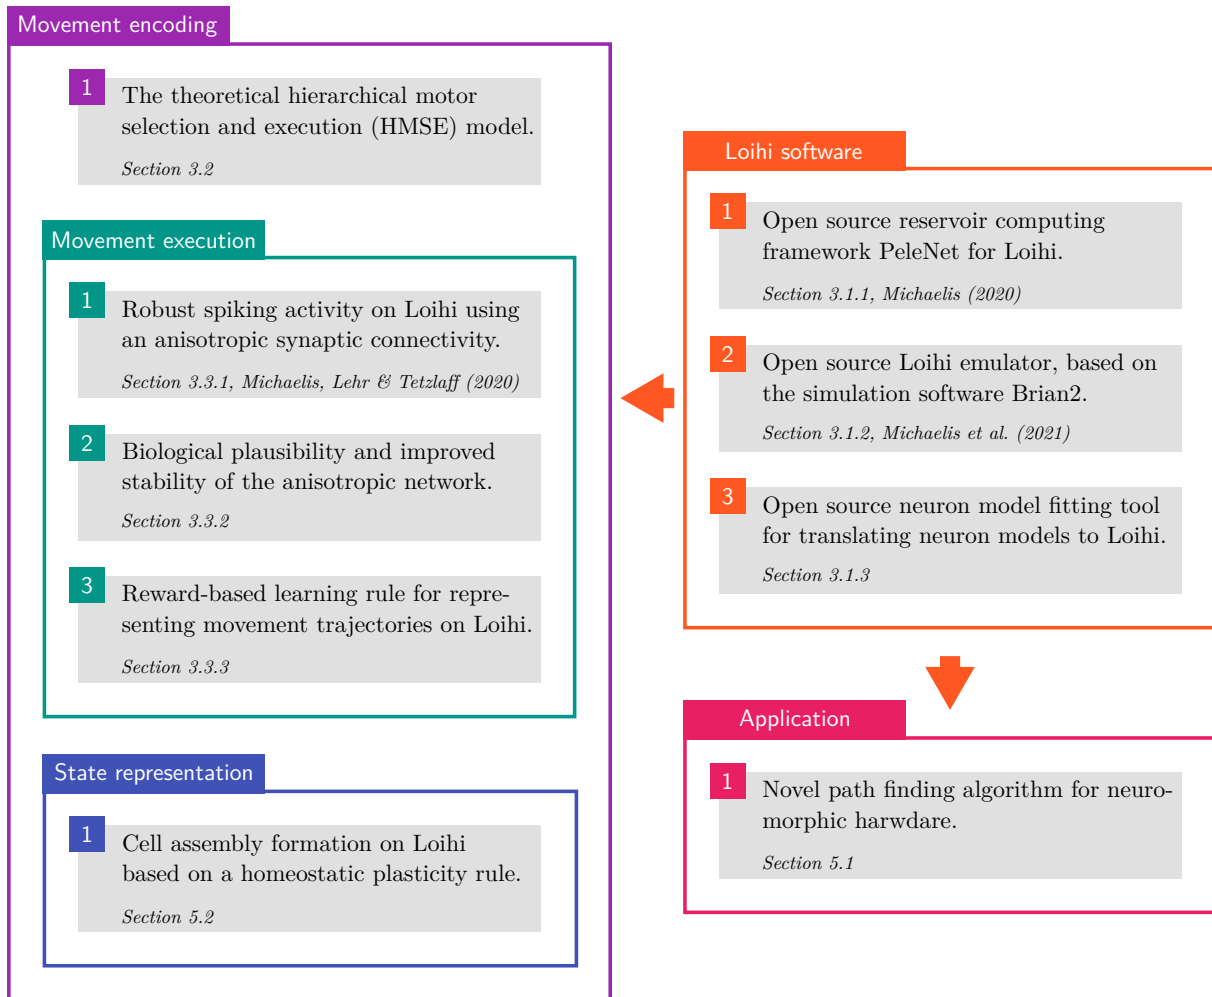 Movement encoding
1
The theoretical hierarchical motor
selection and execution (HMSE) model.
Section 3.2
Movement execution
1
Robust spiking activity on Loihi using
an anisotropic synaptic connectivity.
Section 3.3.1, Michaelis, Lehr & Tetzlaff (2020)
2
Biological plausibility and improved
stability of the anisotropic network.
Section 3.3.2
3
Reward-based learning rule for repre-
senting movement trajectories on Loihi.
Section 3.3.3
State representation
1
Cell assembly formation on Loihi
based on a homeostatic plasticity rule.
Section 5.2
Loihi software
1
Open source reservoir computing
framework PeleNet for Loihi.
Section 3.1.1, Michaelis (2020)
2
Open source Loihi emulator, based on
the simulation software Brian2.
Section 3.1.2, Michaelis et al. (2021)
3
Open source neuron model fitting tool
for translating neuron models to Loihi.
Section 3.1.3
Application
1
Novel path finding algorithm for neuro-
morphic harwdare.
Section 5.1